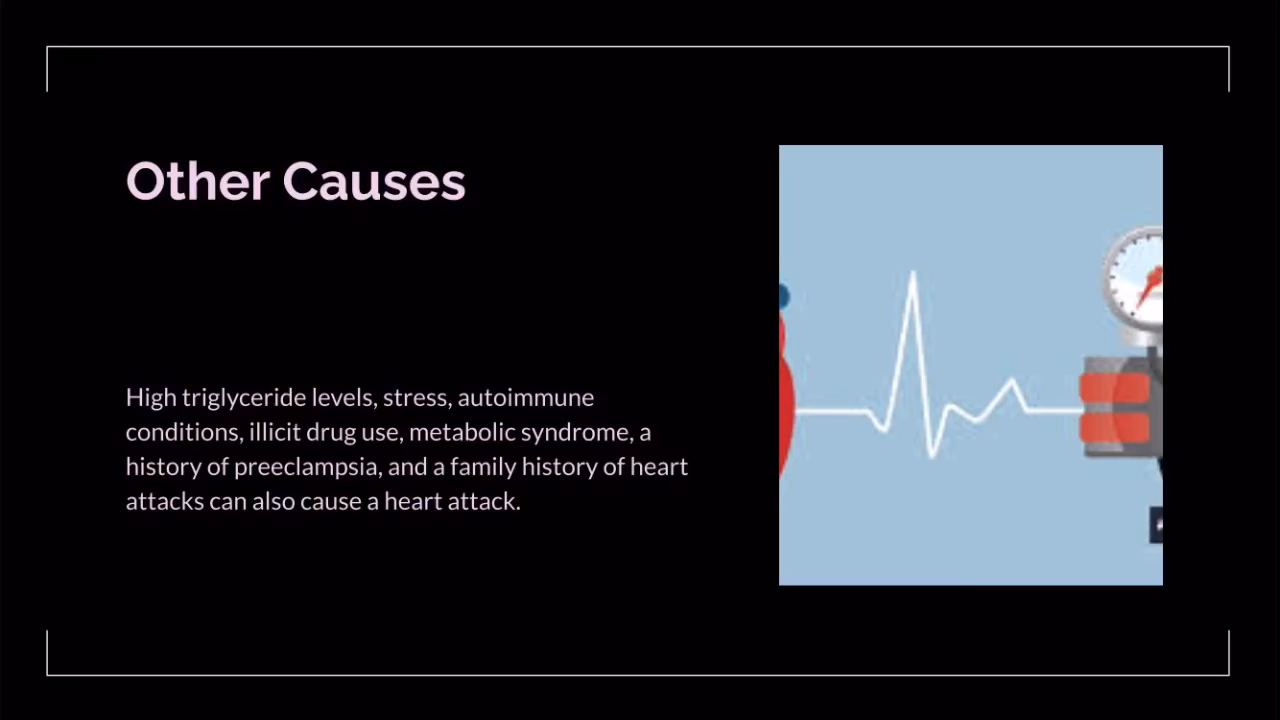 Other Causes
High triglyceride levels, stress, autoimmune
conditions, illicit drug use, metabolic syndrome, a
history of preeclampsia, and a family history of heart
attacks can also cause a heart attack.